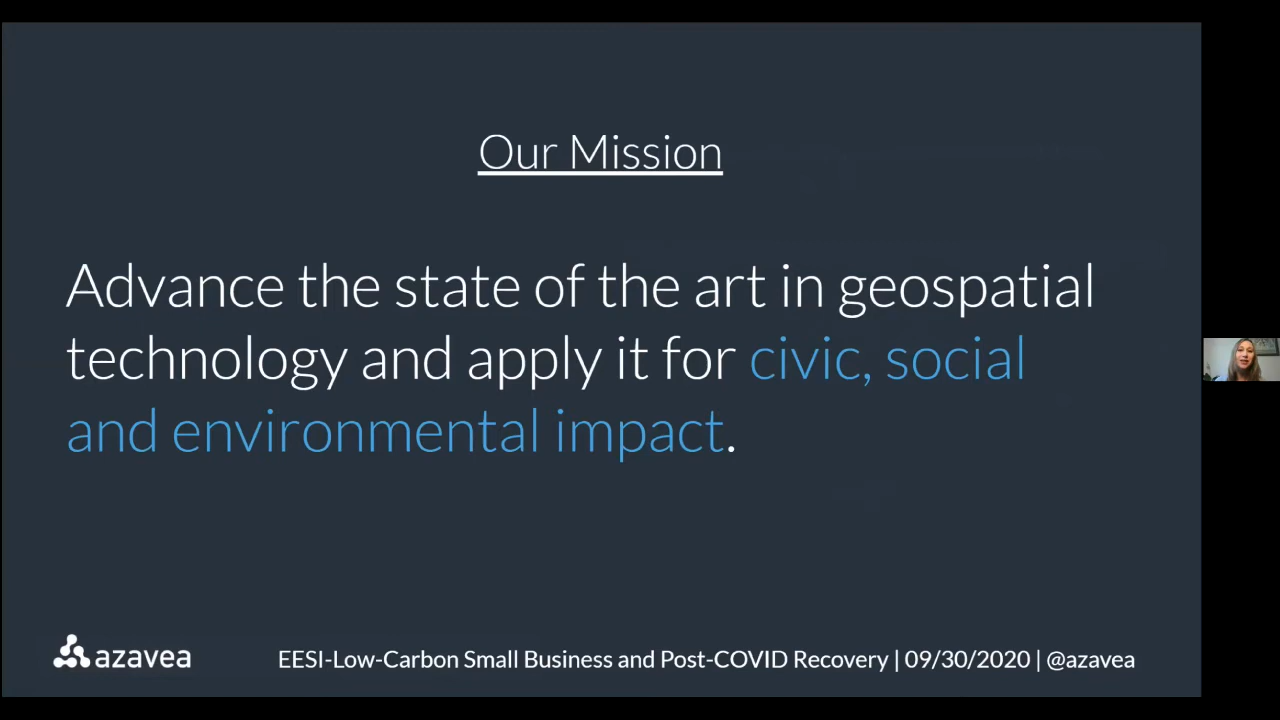 Our Mission
Advance the state of the art in geospatial
technology and apply it for civic, social
and environmental impact.
azavea
EESI-Low-Carbon Small Business and Post-COVID Recovery | 09/30/2020 | @azavea